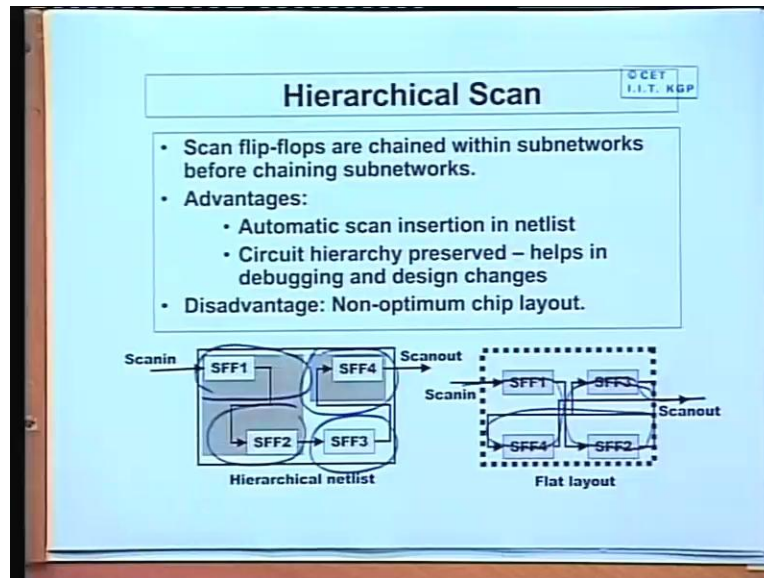 Hierarchical Scan
© CET
I.I.T. KGP
• Scan flip-flops are chained within subnetworks
before chaining subnetworks.
• Advantages:
• Automatic scan insertion in netlist
• Circuit hierarchy preserved – helps in
debugging and design changes
• Disadvantage: Non-optimum chip layout.
Scanin
SFF1
SFF4
Scanout
SFF2
SFF3
Hierarchical netlist
Scanin
SFF1
SFF3
Scanout
SFF4
SFF2
Flat layout